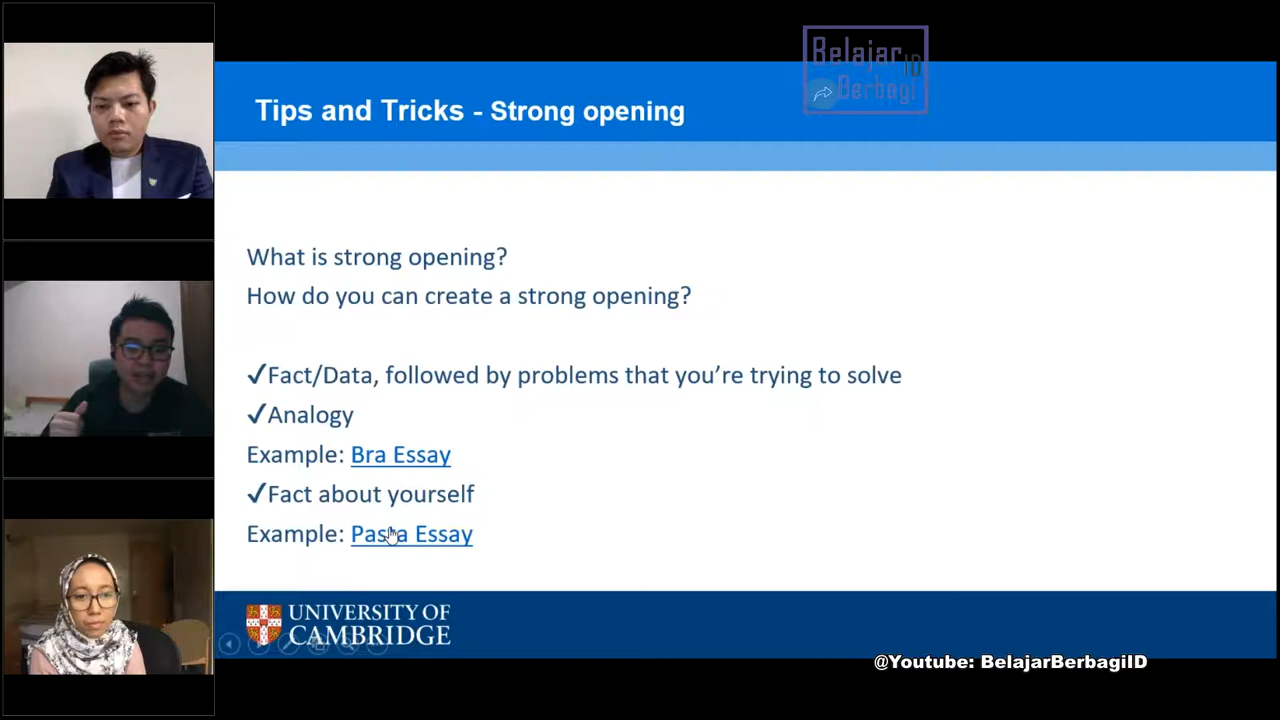 Belajar ID
Berbagi
Tips and Tricks - Strong opening
What is strong opening?
How do you can create a strong opening?
✓Fact/Data, followed by problems that you're trying to solve
✓Analogy
Example: Bra Essay
✓Fact about yourself
Example: Pasta Essay
UNIVERSITY OF
CAMBRIDGE
@Youtube: BelajarBerbagiID